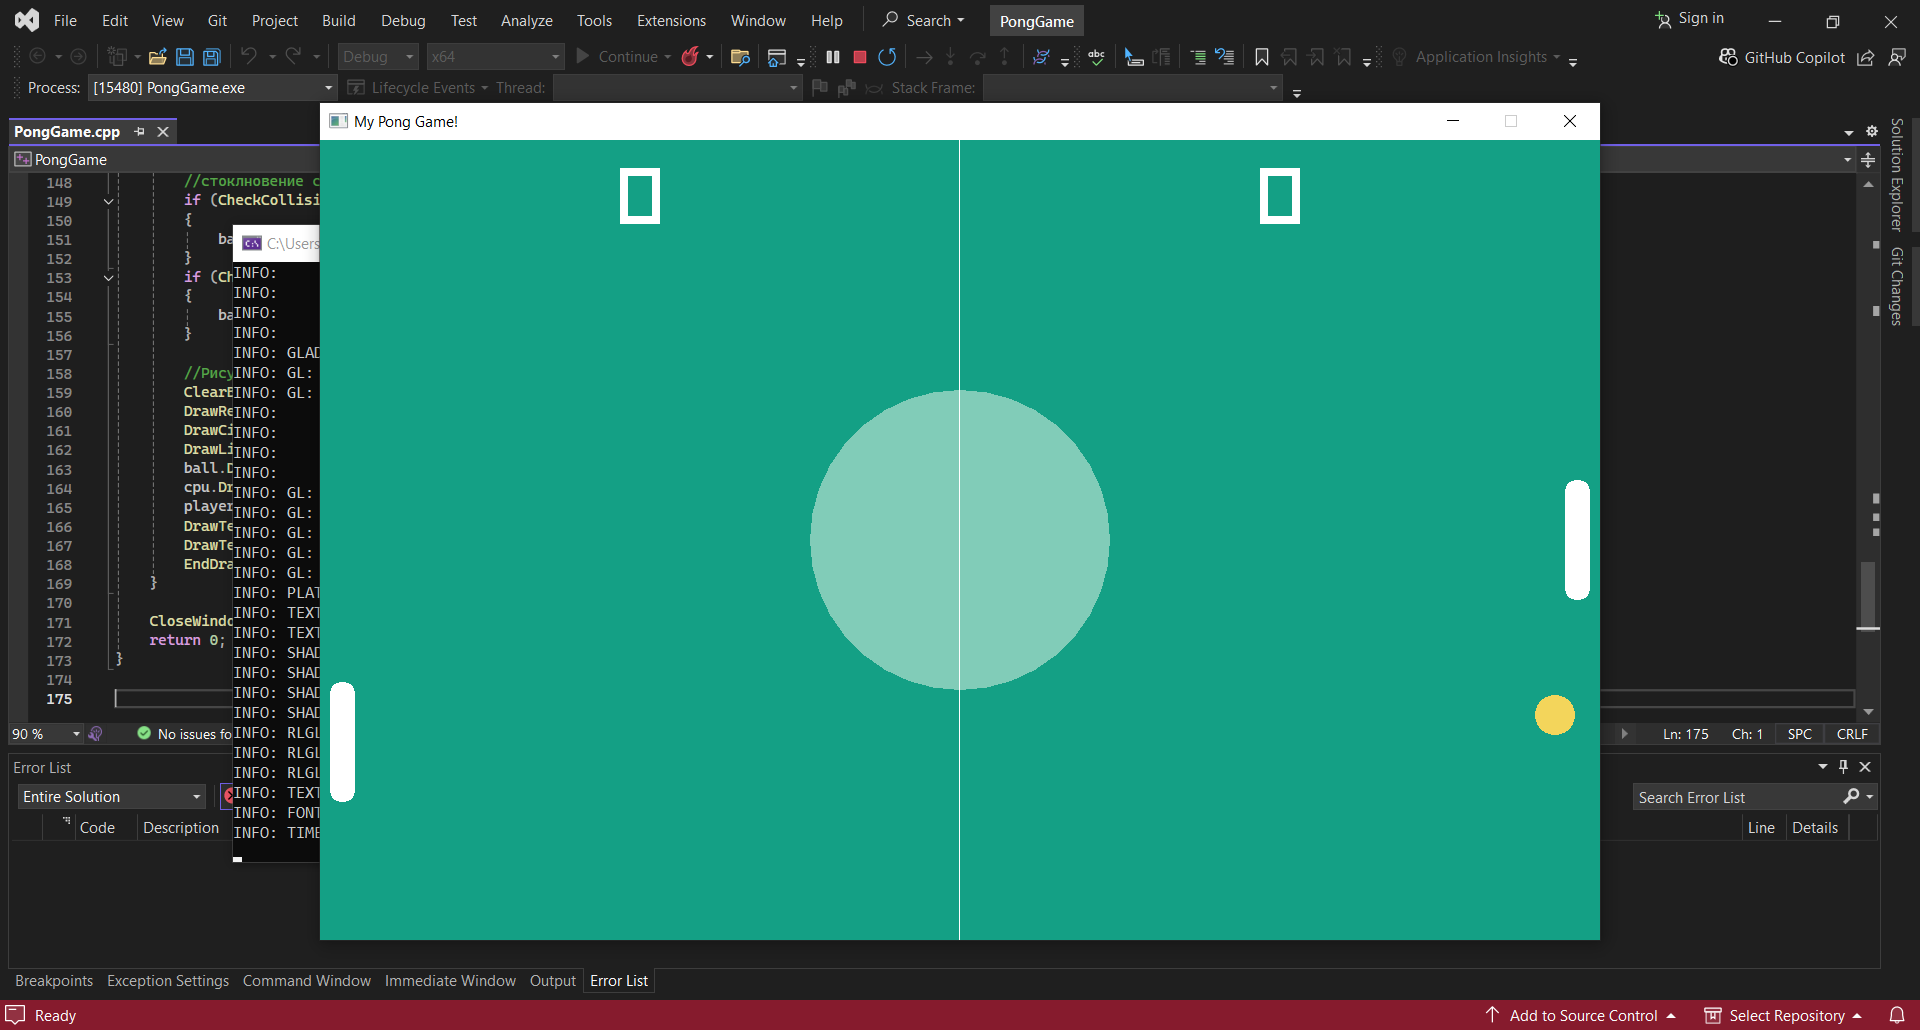 File Edit View Git Project Build Debug Test Analyze Tools Extensions Window Help Search PongGame Sign in
Debug x64 Continue abc Application Insights GitHub Copilot
Process: [15480] PongGame.exe Lifecycle Events Thread: Stack Frame:
My Pong Game!
PongGame.cpp
PongGame
0 0
148 //стоклновение с
149 if (CheckCollisi
150 {
151 ba
152 }
153 if (Ch
154 {
155 ba
156 }
157
158 //Рису
159 ClearB
160 DrawRe
161 DrawCi
162 DrawLi
163 ball.D
164 cpu.Dr
165 player
166 DrawTe
167 DrawTe
168 EndDra
169 }
170
171 CloseWindo
172 return 0;
173 }
174
175
C:\Users
INFO:
INFO:
INFO:
INFO:
INFO: GLAD
INFO: GL:
INFO: GL:
INFO:
INFO:
INFO:
INFO:
INFO: GL:
INFO: GL:
INFO: GL:
INFO: GL:
INFO: GL:
INFO: PLAT
INFO: TEXT
INFO: TEXT
INFO: SHAD
INFO: SHAD
INFO: SHAD
INFO: SHAD
INFO: RLGL
INFO: RLGL
INFO: RLGL
INFO: TEXT
INFO: FONT
INFO: TIME
Solution Explorer
Git Changes
90 % No issues fo Ln: 175 Ch: 1 SPC CRLF
Error List
Entire Solution Search Error List
Code Description Line Details
Breakpoints Exception Settings Command Window Immediate Window Output Error List
Ready Add to Source Control Select Repository